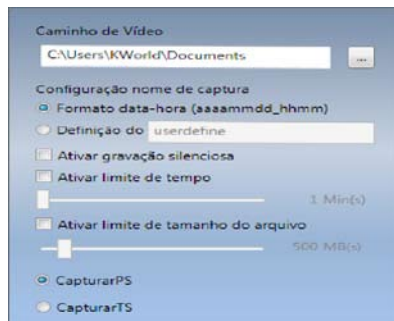 Caminho de Vídeo
C:\Users\KWorld\Documents
...
Configuração nome de captura
Formato data-hora (aaaammdd_hhmm)
Definição do userdefine
Ativar gravação silenciosa
Ativar limite de tempo
1 Min(s)
Ativar limite de tamanho do arquivo
500 MB(s)
CapturarPS
CapturarTS